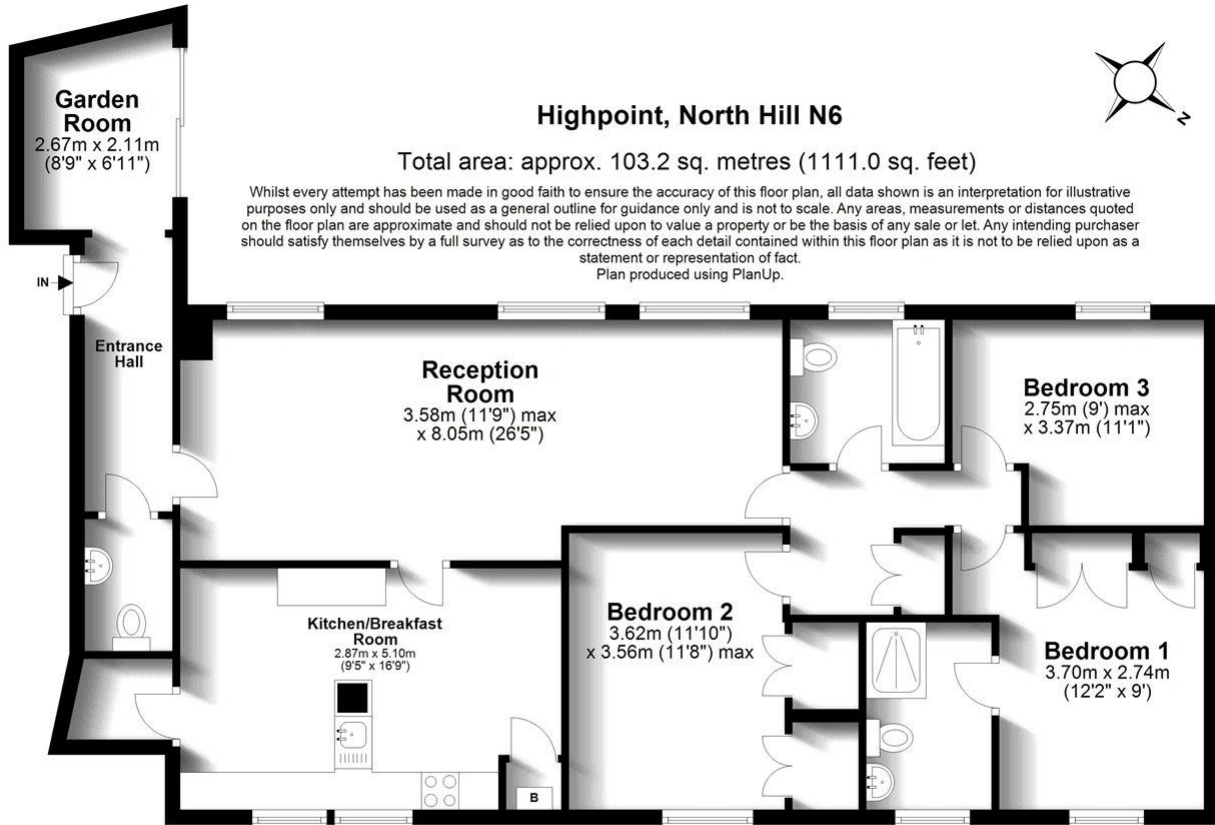 Garden
Room
2.67m x 2.11m
(8'9" x 6'11")
Highpoint, North Hill N6
Total area: approx. 103.2 sq. metres (1111.0 sq. feet)
Whilst every attempt has been made in good faith to ensure the accuracy of this floor plan, all data shown is an interpretation for illustrative
purposes only and should be used as a general outline for guidance only and is not to scale. Any areas, measurements or distances quoted
on the floor plan are approximate and should not be relied upon to value a property or be the basis of any sale or let. Any intending purchaser
should satisfy themselves by a full survey as to the correctness of each detail contained within this floor plan as it is not to be relied upon as a
statement or representation of fact.
Plan produced using PlanUp.
N
IN
Entrance
Hall
Reception
Room
3.58m (11'9") max
x 8.05m (26'5")
Bedroom 3
2.75m (9') max
x 3.37m (11'1")
Kitchen/Breakfast
Room
2.87m x 5.10m
(9'5" x 16'9")
Bedroom 2
3.62m (11'10")
x 3.56m (11'8") max
Bedroom 1
3.70m x 2.74m
(12'2" x 9')
B